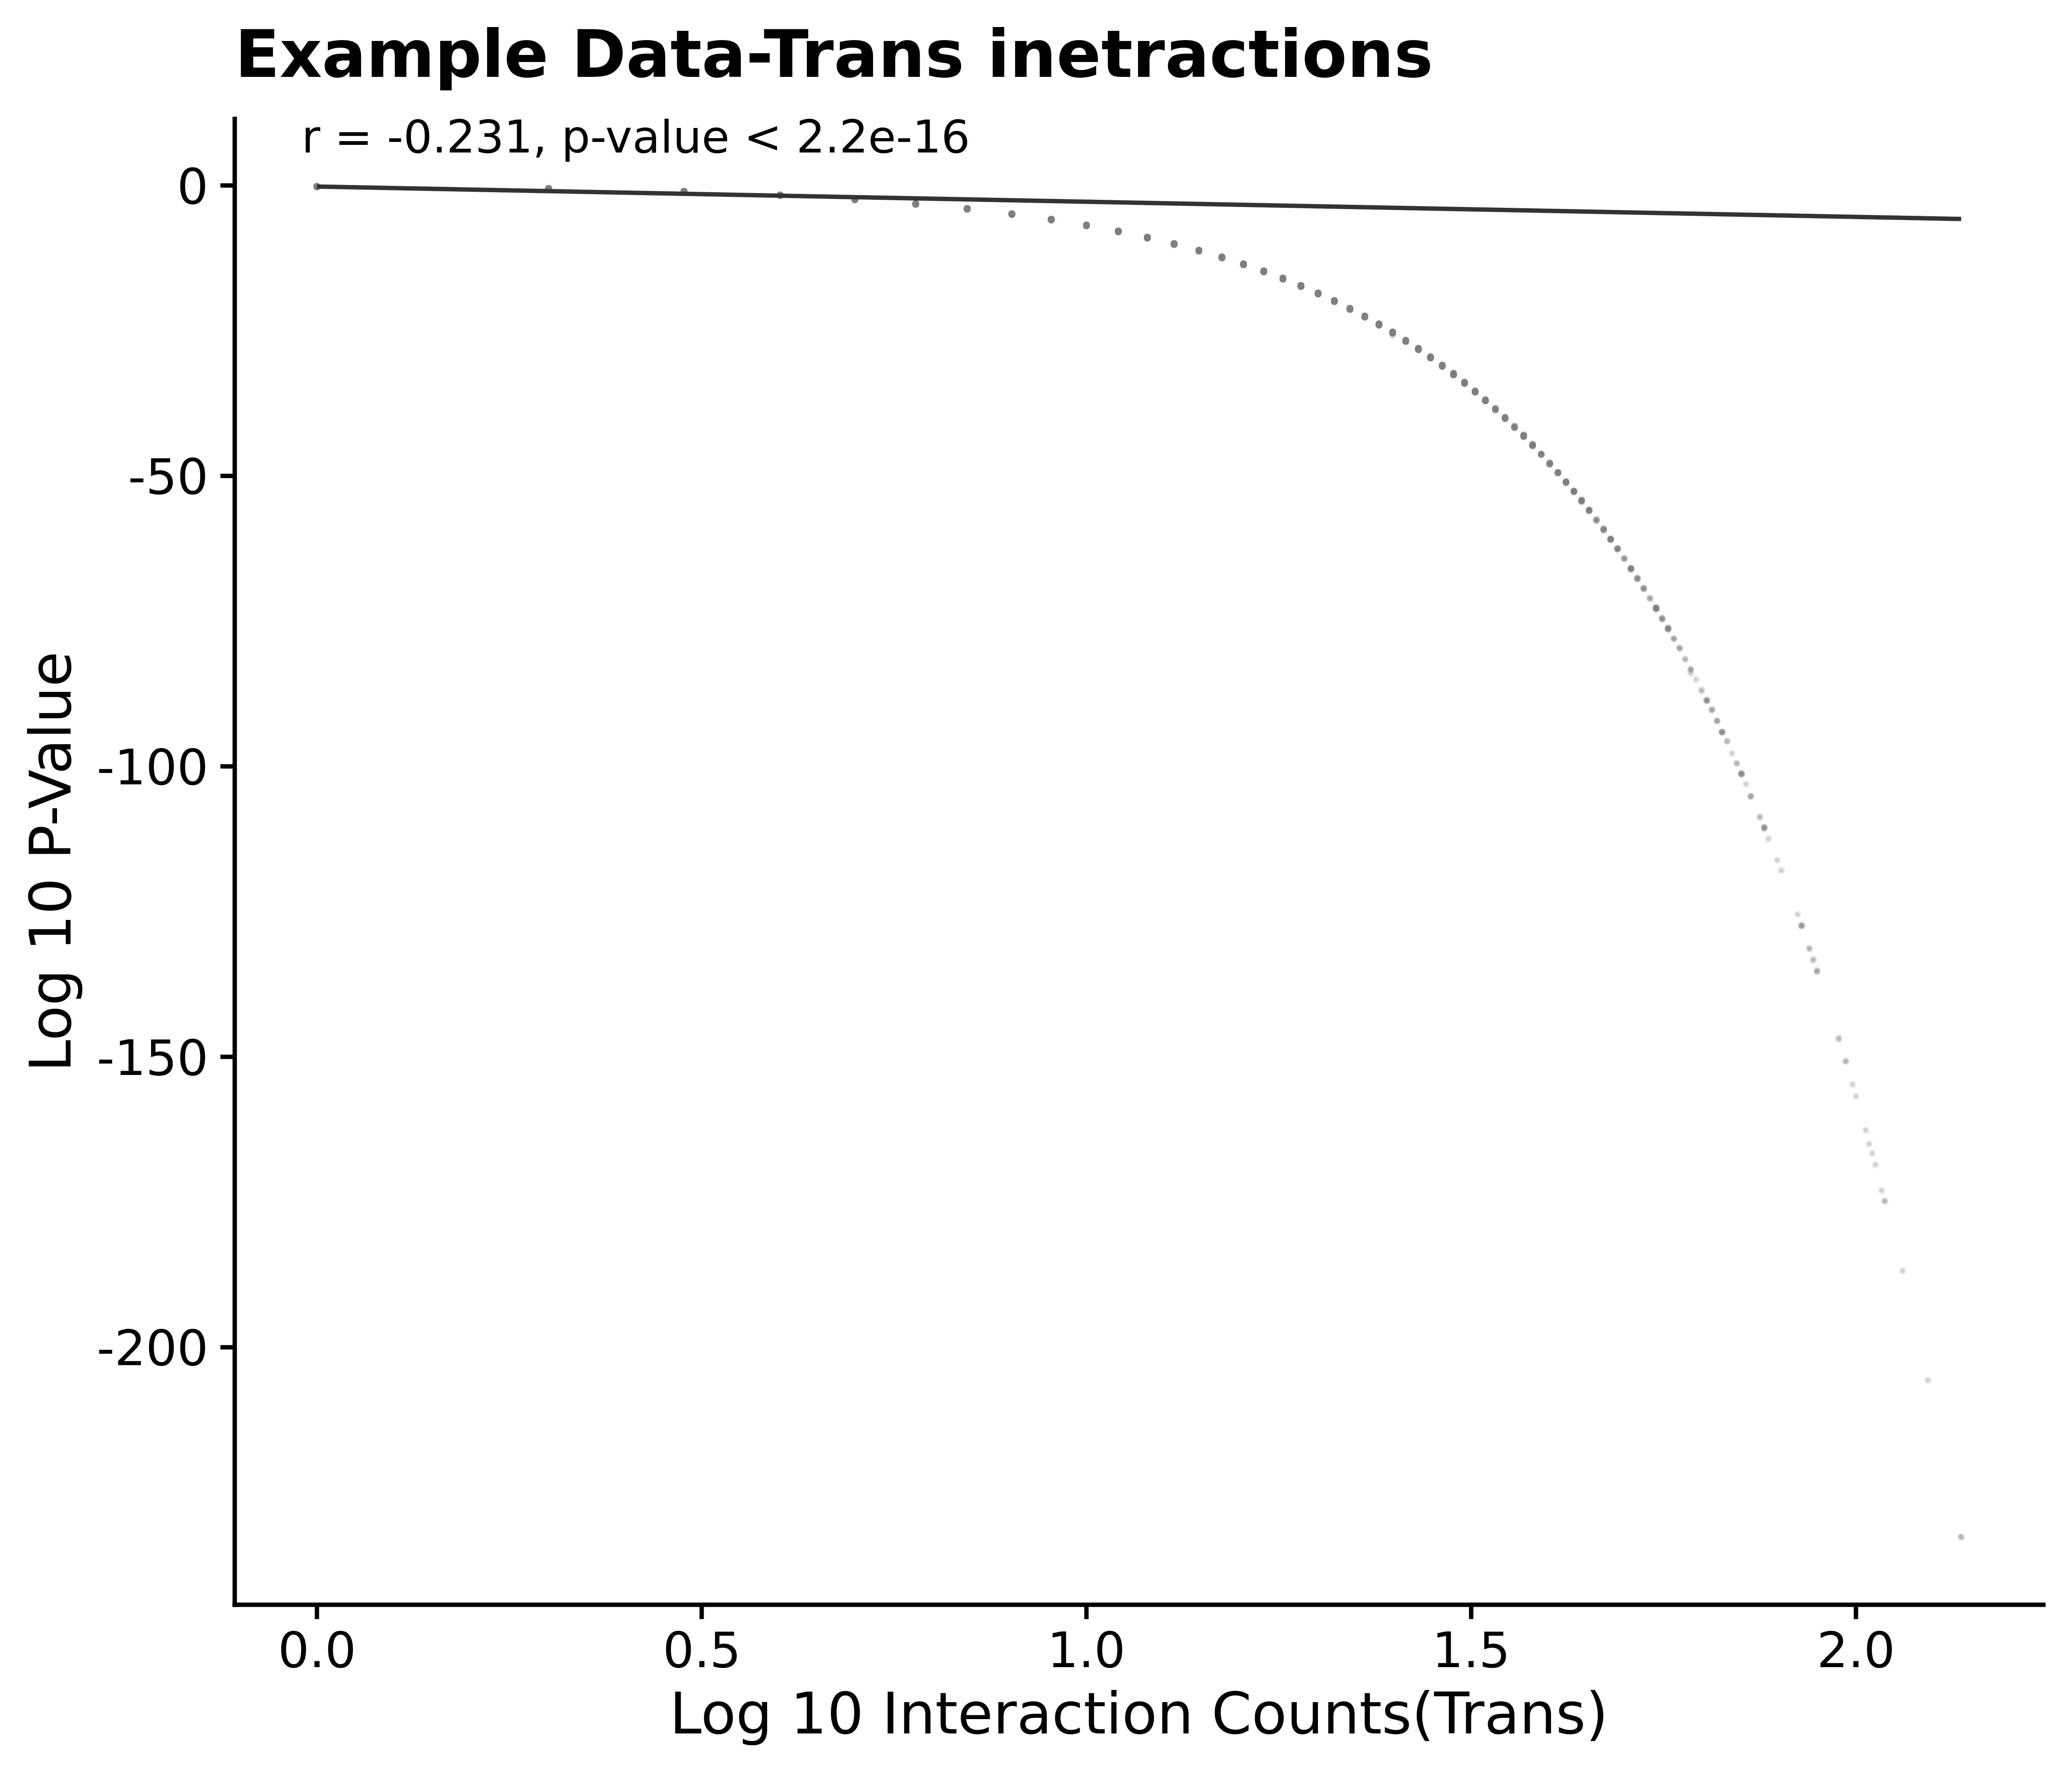 Example Data-Trans inetractions
r = -0.231, p-value < 2.2e-16
0
-50
-100
-150
-200
Log 10 P-Value
0.0 0.5 1.0 1.5 2.0
Log 10 Interaction Counts(Trans)